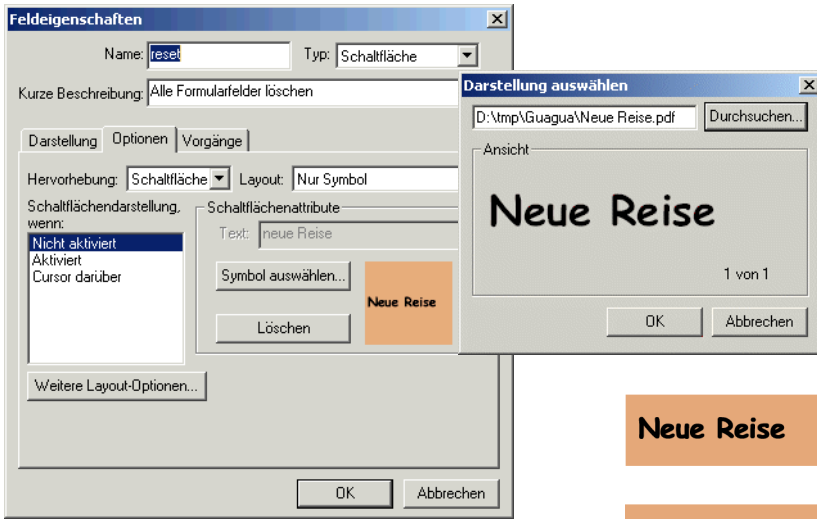 Feldeigenschaften
Name: reset Typ: Schaltfläche
Kurze Beschreibung: Alle Formularfelder löschen
Darstellung Optionen Vorgänge
Hervorhebung: Schaltfläche Layout: Nur Symbol
Schaltflächendarstellung, wenn:
Nicht aktiviert
Aktiviert
Cursor darüber
Schaltflächenattribute
Text: neue Reise
Symbol auswählen...
Löschen
Neue Reise
Weitere Layout-Optionen...
OK Abbrechen
Darstellung auswählen
D:\tmp\Guagua\Neue Reise.pdf Durchsuchen...
Ansicht
Neue Reise
1 von 1
OK Abbrechen
Neue Reise